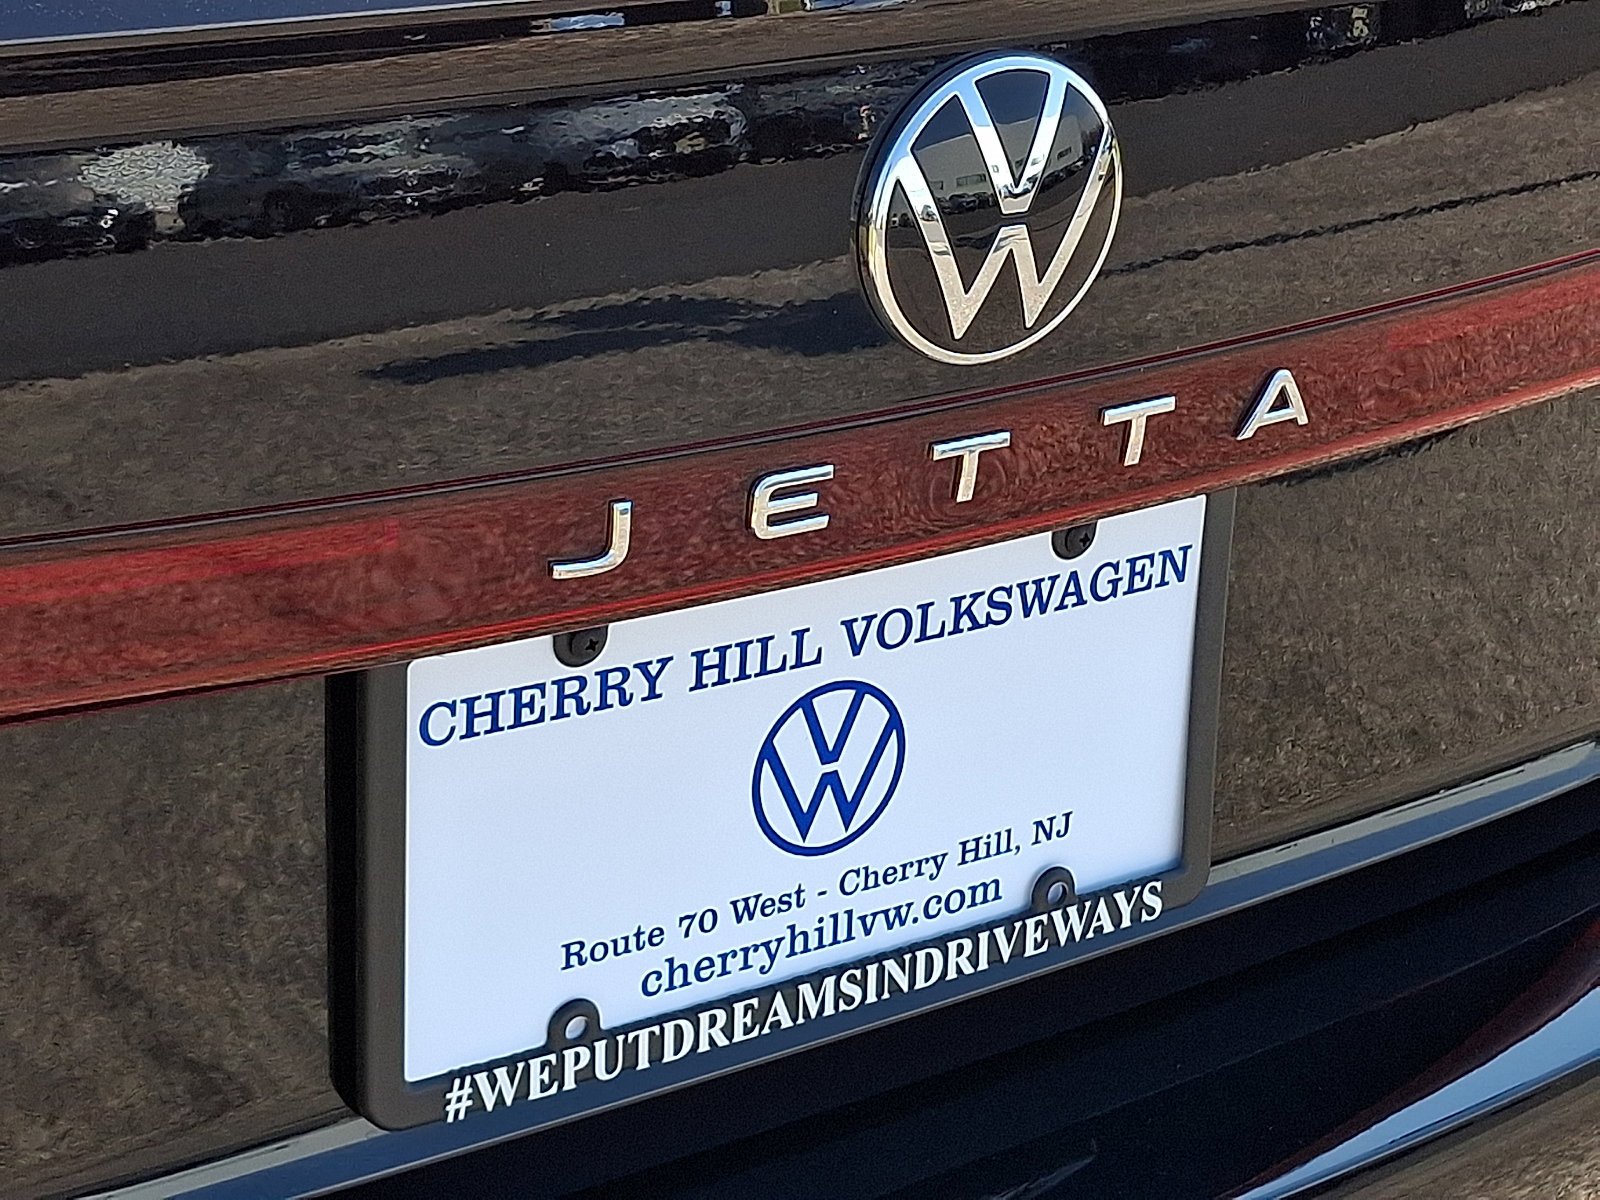 JETTA
CHERRY HILL VOLKSWAGEN
Route 70 West - Cherry Hill, NJ
cherryhillvw.com
#WEPUTDREAMSINDRIVEWAYS